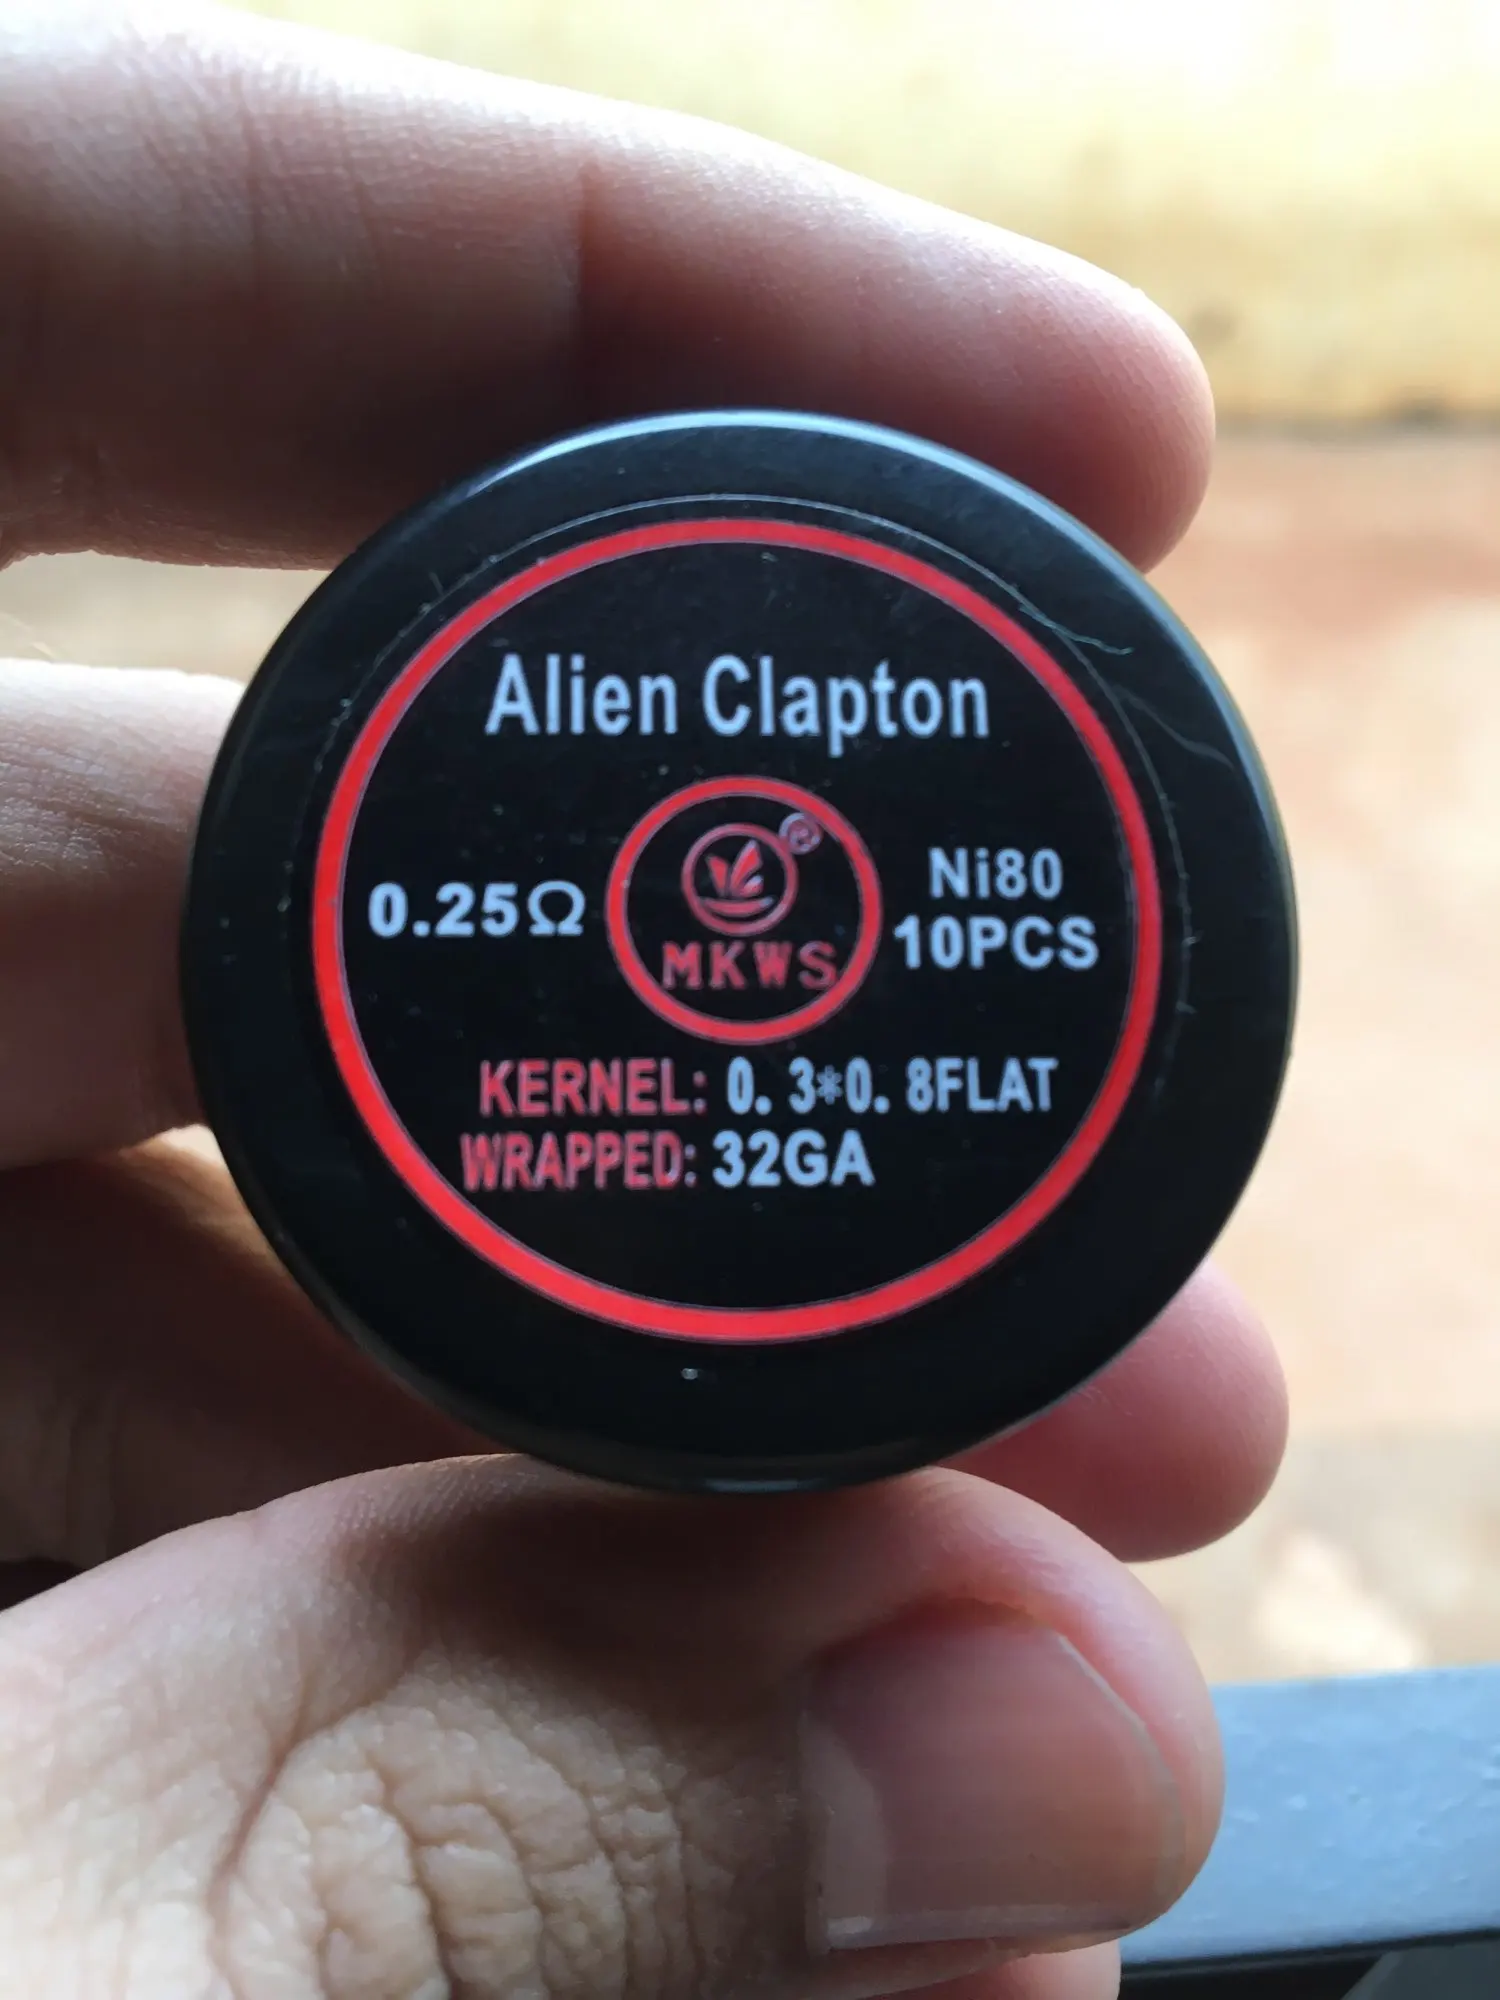 Alien Clapton
0.25Ω
®
MKWS
Ni80
10PCS
KERNEL: 0.3*0.8FLAT
WRAPPED: 32GA